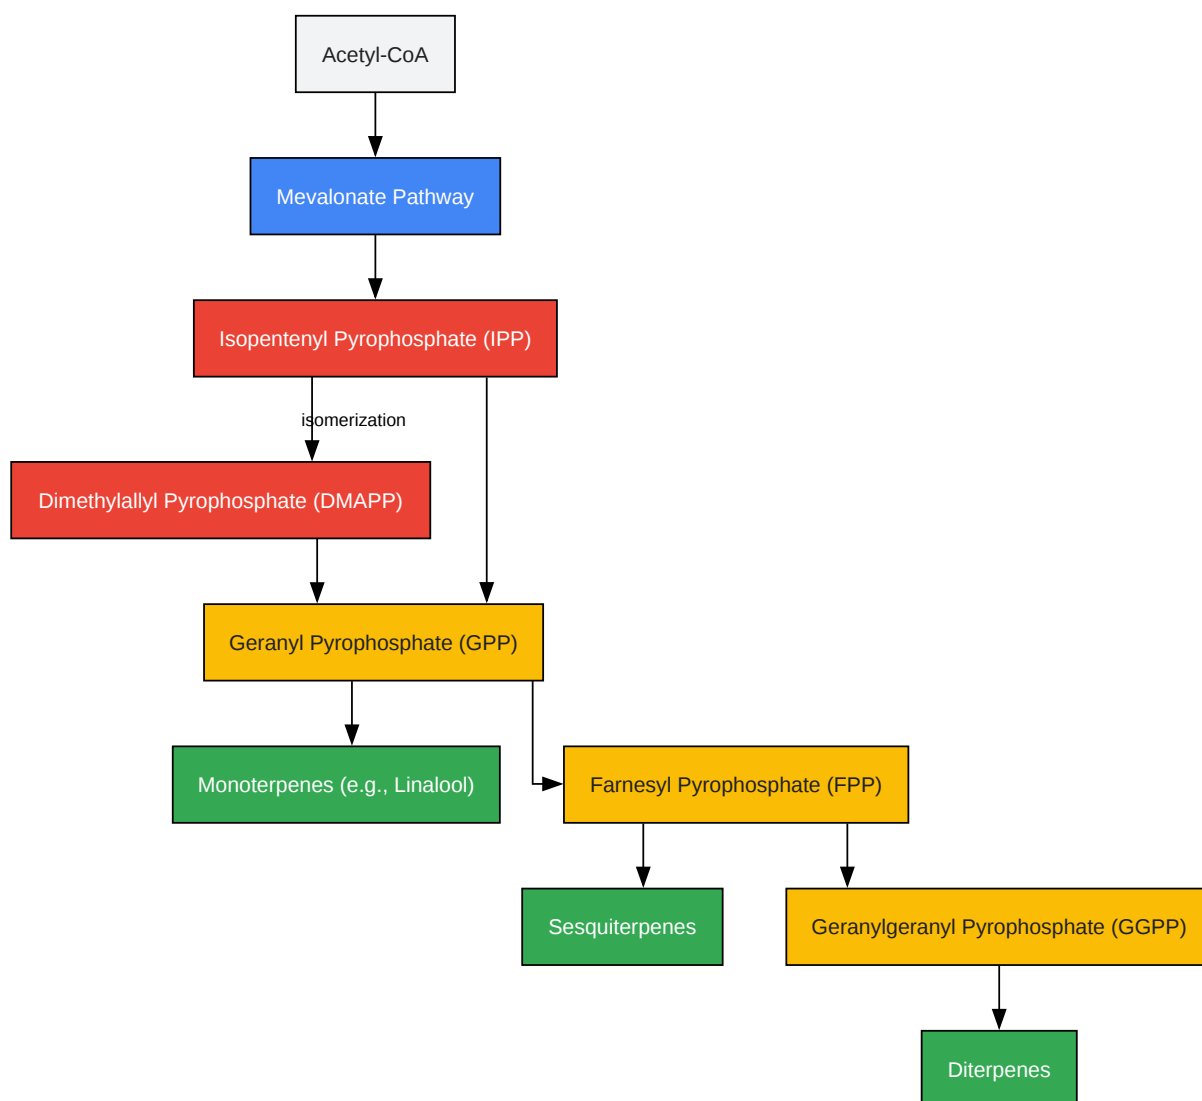 Acetyl-CoA
Mevalonate Pathway
Isopentenyl Pyrophosphate (IPP)
isomerization
Dimethylallyl Pyrophosphate (DMAPP)
Geranyl Pyrophosphate (GPP)
Monoterpenes (e.g., Linalool)
Farnesyl Pyrophosphate (FPP)
Sesquiterpenes
Geranylgeranyl Pyrophosphate (GGPP)
Diterpenes